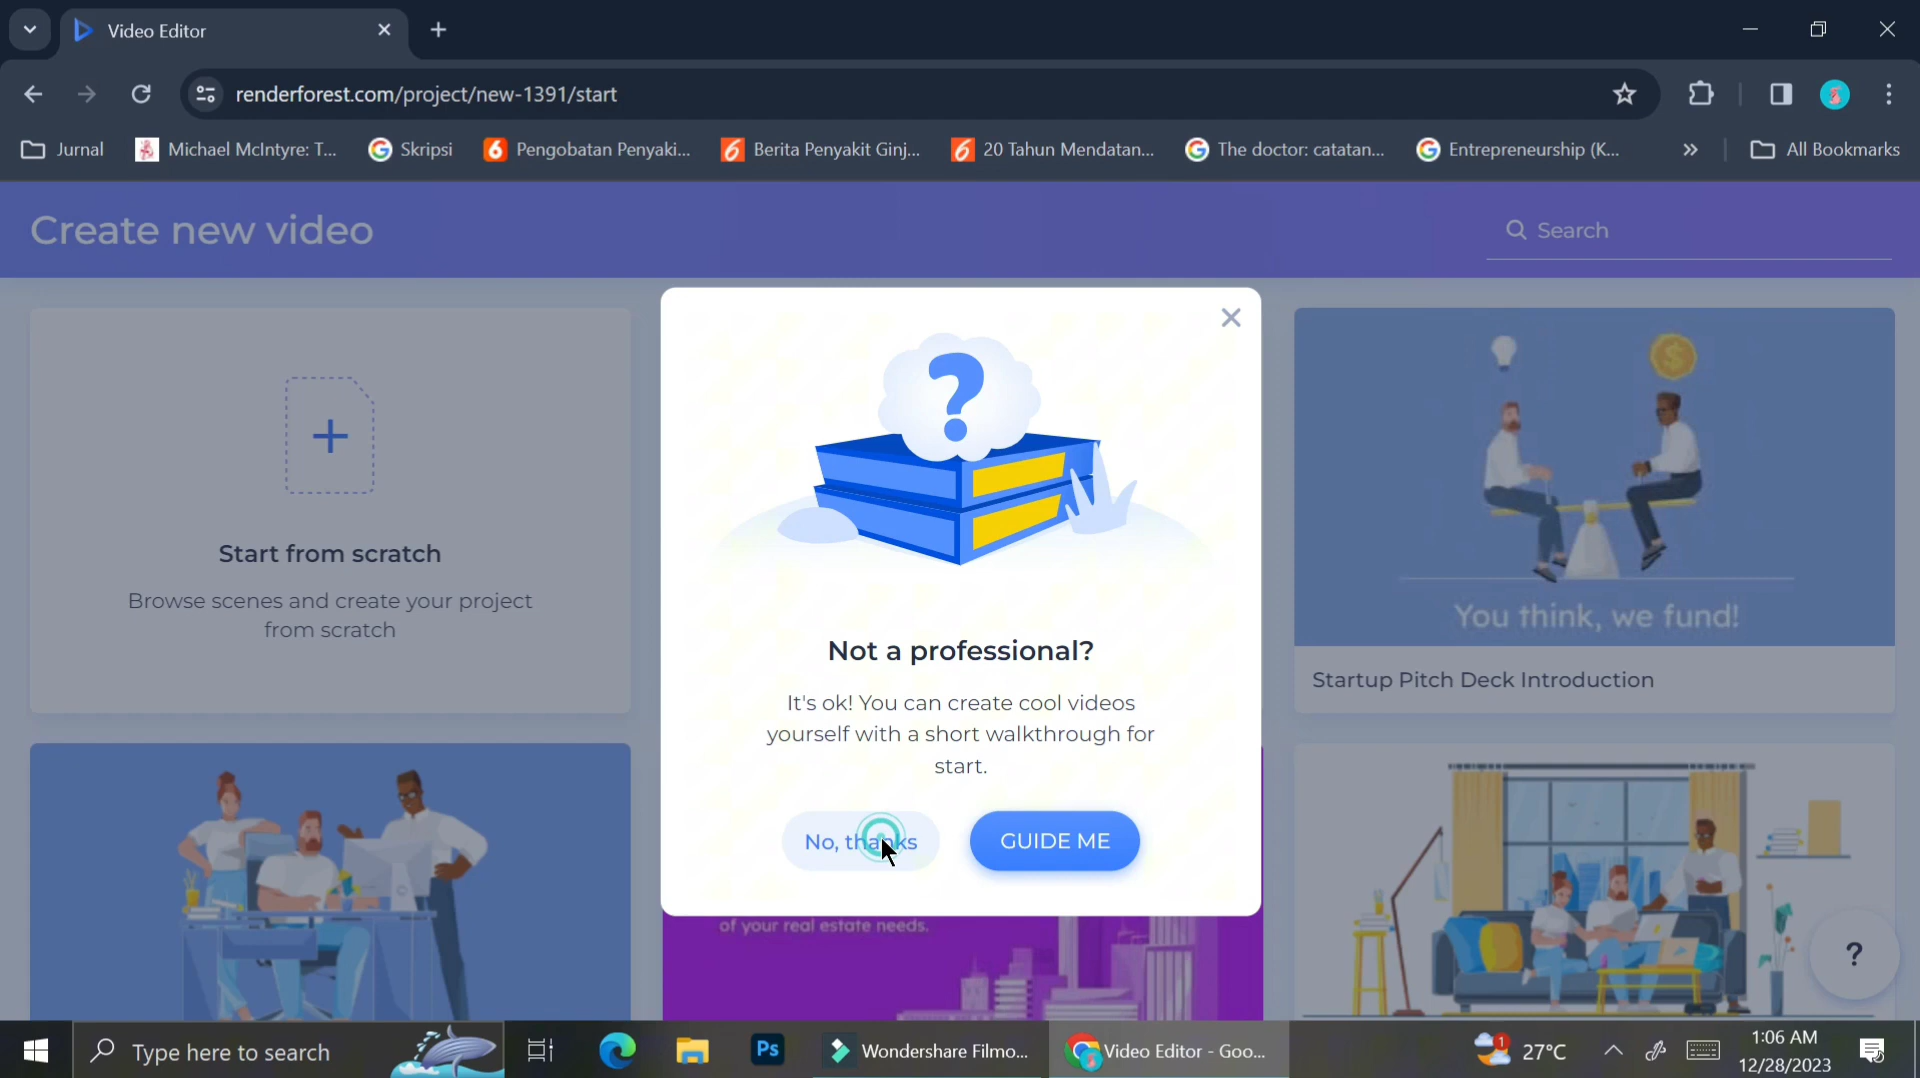 Video Editor
renderforest.com/project/new-1391/start
Jurnal
Michael McIntyre: T...
Skripsi
Pengobatan Penyaki...
Berita Penyakit Ginj...
20 Tahun Mendatan...
The doctor: catatan...
Entrepreneurship (K...
»
All Bookmarks
Create new video
Search
Start from scratch
Browse scenes and create your project
from scratch
?
Not a professional?
It's ok! You can create cool videos
yourself with a short walkthrough for
start.
No, thanks
GUIDE ME
You think, we fund!
Startup Pitch Deck Introduction
of your real estate needs.
?
Type here to search
Ps
Wondershare Filmo...
Video Editor - Goo...
1
27°C
1:06 AM
12/28/2023